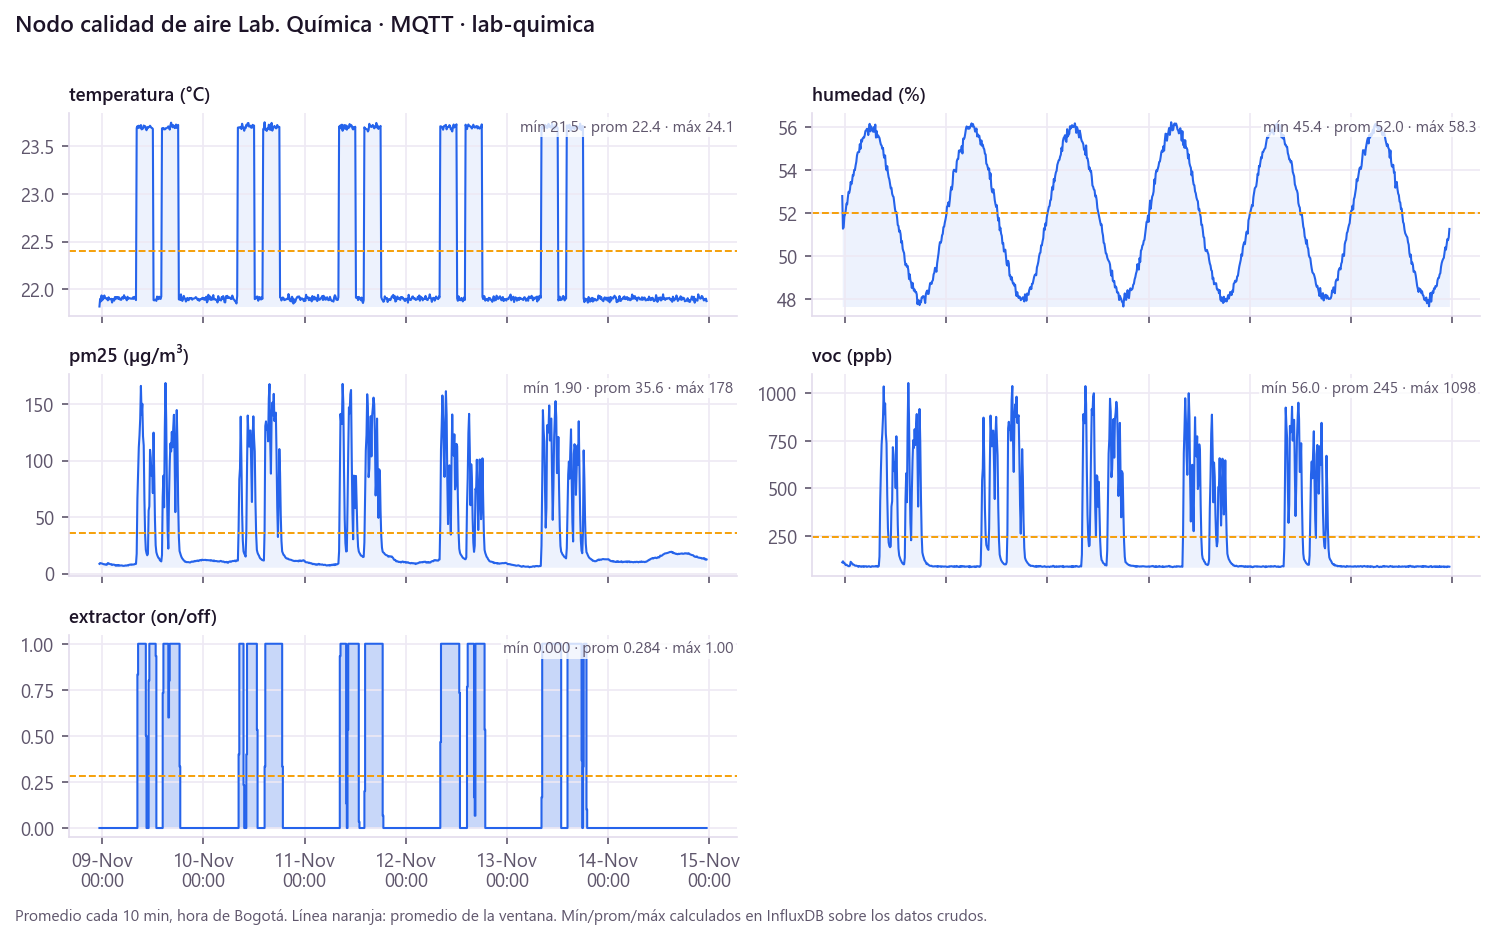 Nodo calidad de aire Lab. Química · MQTT · lab-quimica
temperatura (°C)
mín 21.5 · prom 22.4 · máx 24.1
23.5
23.0
22.5
22.0
humedad (%)
mín 45.4 · prom 52.0 · máx 58.3
56
54
52
50
48
pm25 (µg/m³)
mín 1.90 · prom 35.6 · máx 178
150
100
50
0
voc (ppb)
mín 56.0 · prom 245 · máx 1098
1000
750
500
250
extractor (on/off)
mín 0.000 · prom 0.284 · máx 1.00
1.00
0.75
0.50
0.25
0.00
09-Nov 10-Nov 11-Nov 12-Nov 13-Nov 14-Nov 15-Nov
00:00 00:00 00:00 00:00 00:00 00:00 00:00
Promedio cada 10 min, hora de Bogotá. Línea naranja: promedio de la ventana. Mín/prom/máx calculados en InfluxDB sobre los datos crudos.